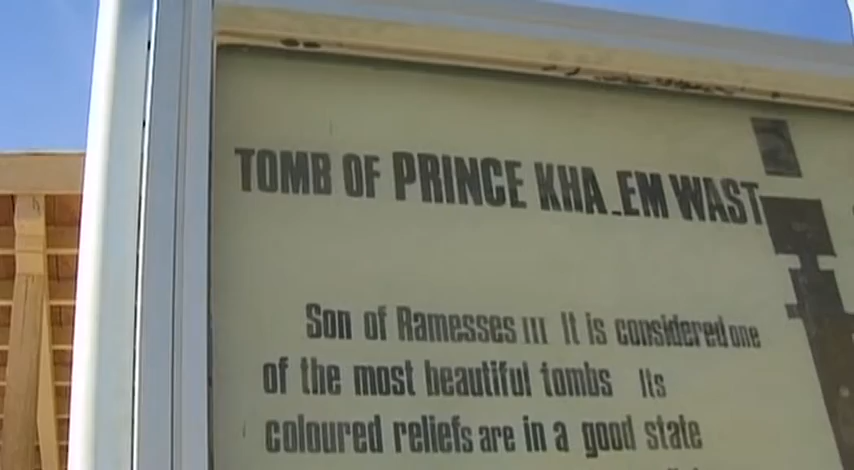 TOMB OF PRINCE KHA_EM WAST
Son of Ramesses III It is considered one
of the most beautiful tombs Its
coloured reliefs are in a good state